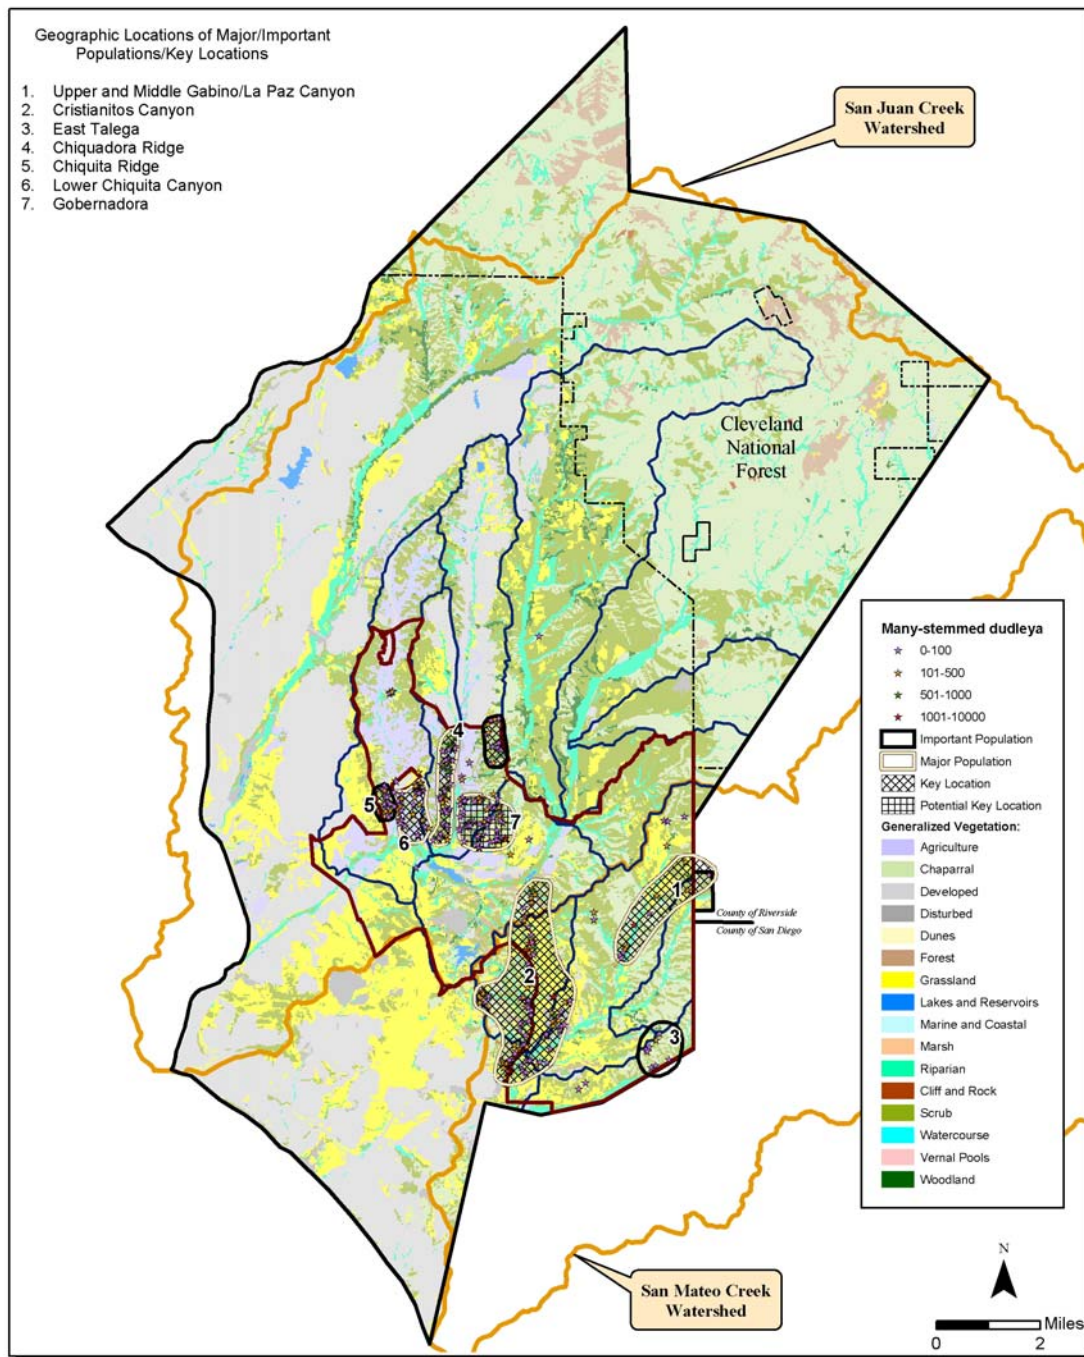 Geographic Locations of Major/Important
Populations/Key Locations
1. Upper and Middle Gabino/La Paz Canyon
2. Cristianitos Canyon
3. East Talega
4. Chiquadora Ridge
5. Chiquita Ridge
6. Lower Chiquita Canyon
7. Gobernadora
San Juan Creek
Watershed
Cleveland
National
Forest
4
5
6
7
1
2
3
County of Riverside
County of San Diego
Many-stemmed dudleya
0-100
101-500
501-1000
1001-10000
Important Population
Major Population
Key Location
Potential Key Location
Generalized Vegetation:
Agriculture
Chaparral
Developed
Disturbed
Dunes
Forest
Grassland
Lakes and Reservoirs
Marine and Coastal
Marsh
Riparian
Cliff and Rock
Scrub
Watercourse
Vernal Pools
Woodland
San Mateo Creek
Watershed
N
Miles
0 2